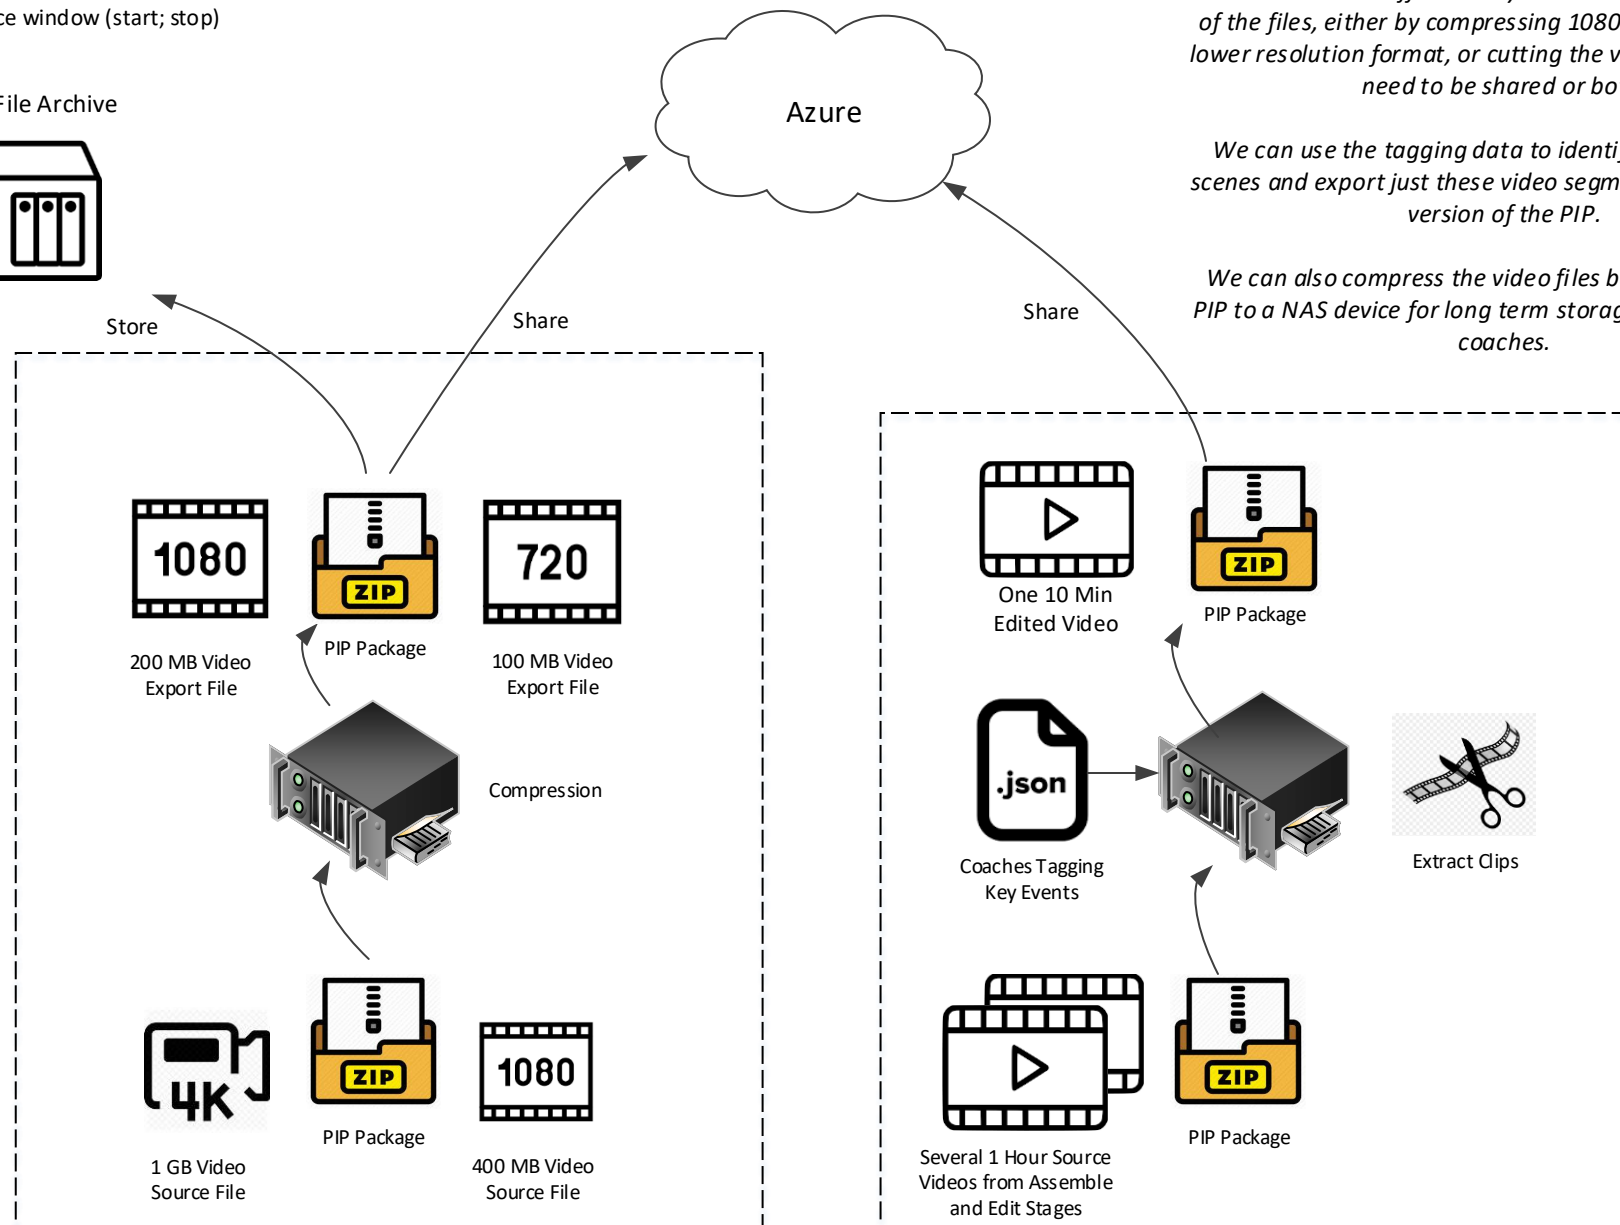 ce window (start; stop)
File Archive
Azure
of the files, either by compressing 1080
lower resolution format, or cutting the v
need to be shared or bo
We can use the tagging data to identif
scenes and export just these video segm
version of the PIP.
We can also compress the video files b
PIP to a NAS device for long term storag
coaches.
Store
Share
Share
1080
ZIP
720
200 MB Video
Export File
PIP Package
100 MB Video
Export File
Compression
4K
ZIP
1080
PIP Package
1 GB Video
Source File
400 MB Video
Source File
One 10 Min
Edited Video
ZIP
PIP Package
.json
Coaches Tagging
Key Events
Extract Clips
ZIP
Several 1 Hour Source
Videos from Assemble
and Edit Stages
PIP Package